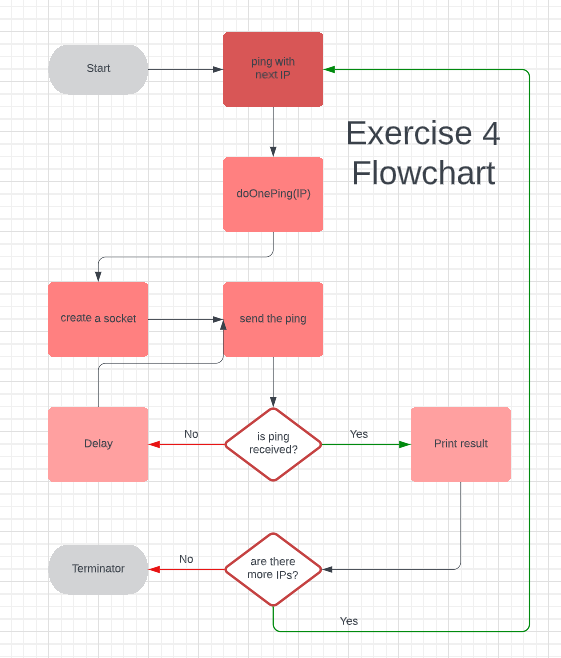 Start
ping with
next IP
Exercise 4
Flowchart
doOnePing(IP)
create a socket
send the ping
Delay
No
is ping
received?
Yes
Print result
Terminator
No
are there
more IPs?
Yes